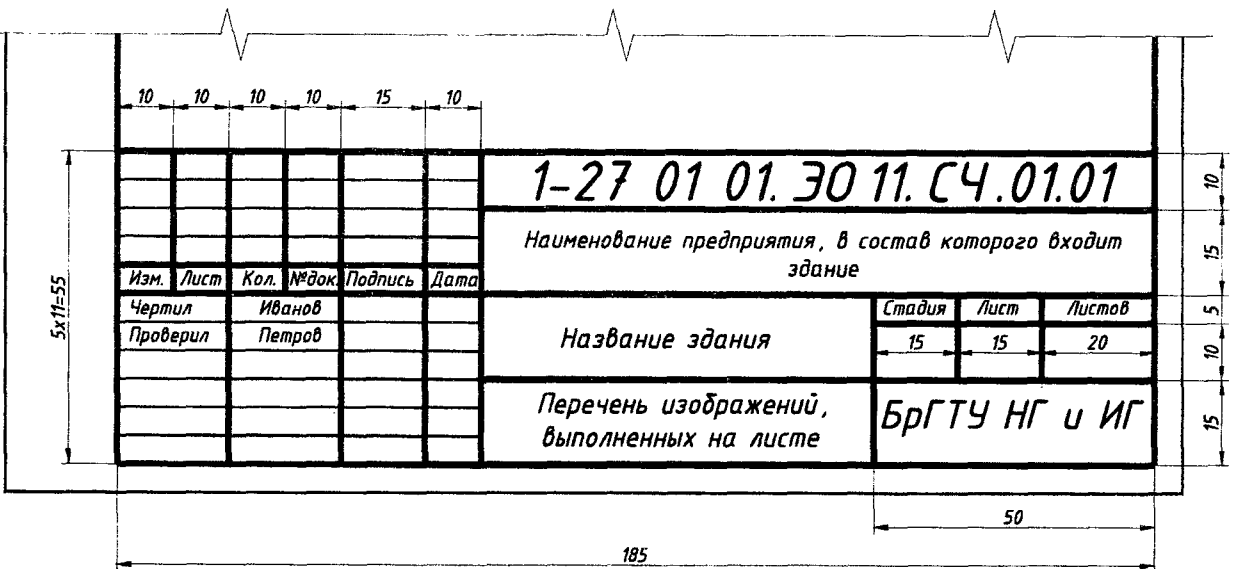 10 10 10 10 15 10
1-27 01 01. ЭО 11. СЧ .01.01
10
Наименование предприятия, в состав которого входит
здание
15
Изм. Лист Кол. №док. Подпись Дата
5х11=55
Чертил Иванов
Проверил Петров
Название здания
Стадия Лист Листов
5
15 15 20
10
Перечень изображений,
выполненных на листе
БрГТУ НГ и ИГ
15
50
185